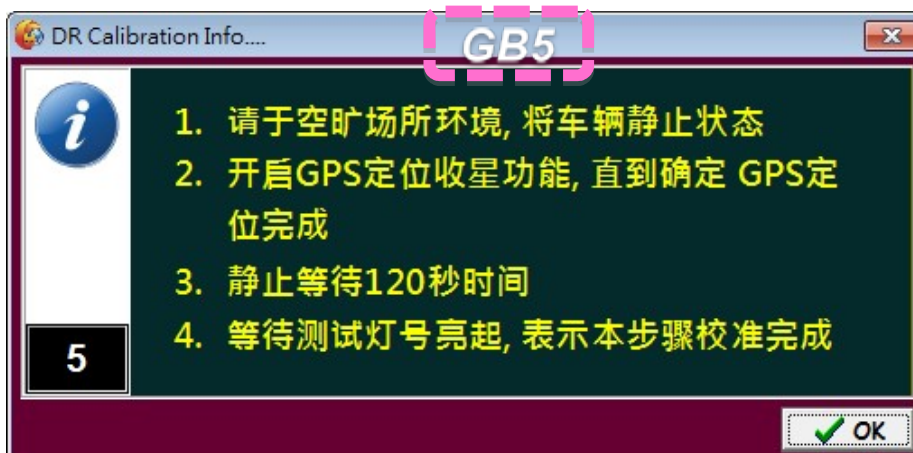 DR Calibration Info....
GB5
1. 请于空旷场所环境, 将车辆静止状态
2. 开启GPS定位收星功能, 直到确定 GPS定
位完成
3. 静止等待120秒时间
4. 等待测试灯号亮起, 表示本步骤校准完成
5
OK